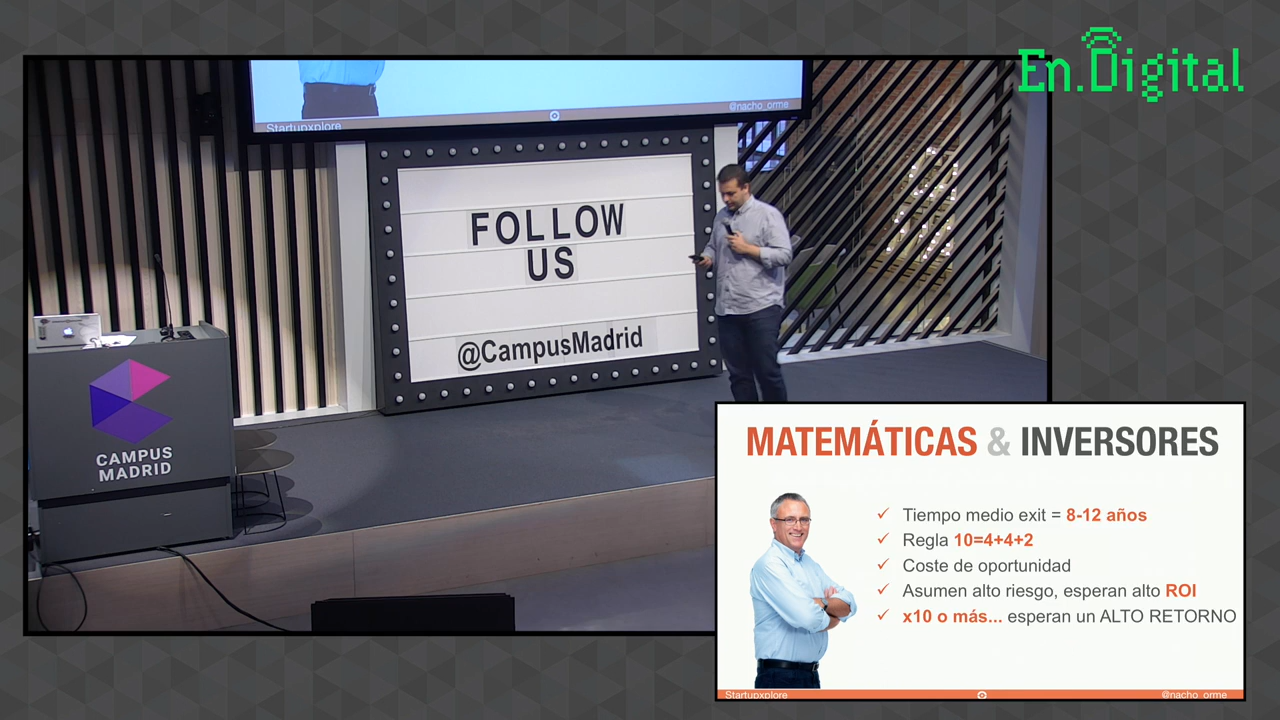 En.Digital
Startupxplore
@nacho_orme
FOLLOW
US
@CampusMadrid
CAMPUS
MADRID
MATEMÁTICAS & INVERSORES
✓ Tiempo medio exit = 8-12 años
✓ Regla 10=4+4+2
✓ Coste de oportunidad
✓ Asumen alto riesgo, esperan alto ROI
✓ x10 o más... esperan un ALTO RETORNO
Startupxplore
@nacho_orme